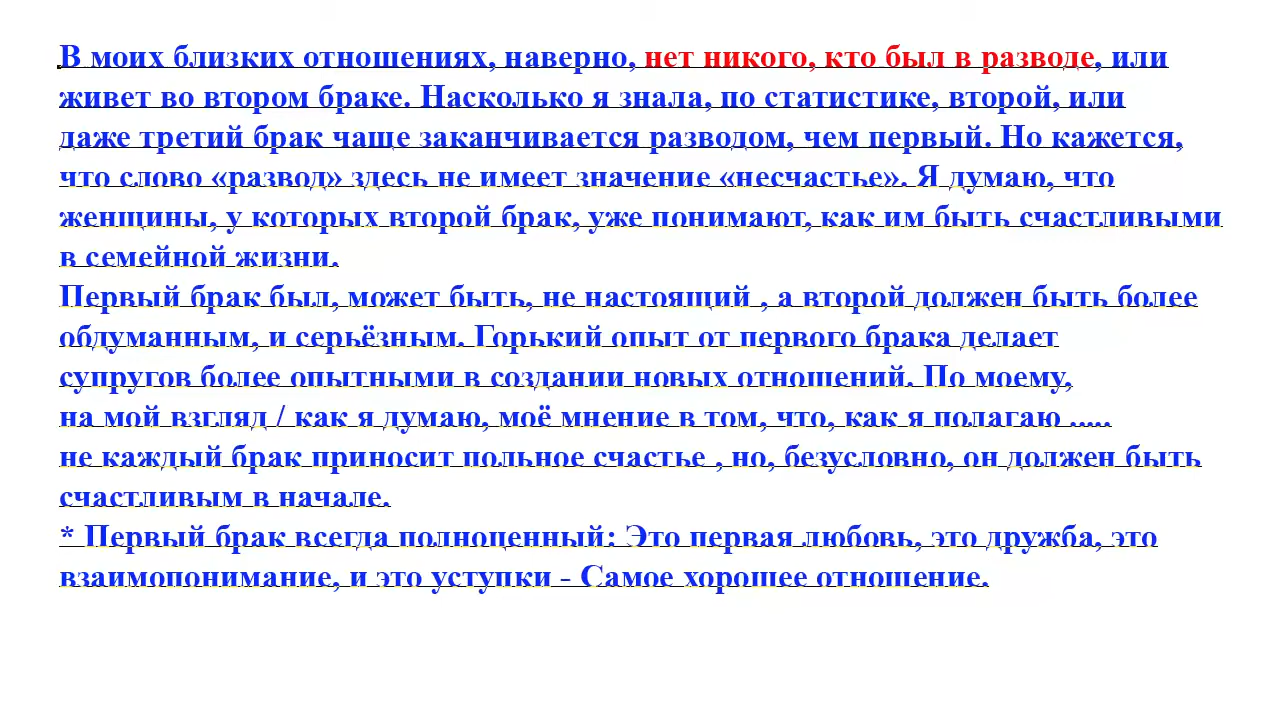 В моих близких отношениях, наверно, нет никого, кто был в разводе, или
живет во втором браке. Насколько я знала, по статистике, второй, или
даже третий брак чаще заканчивается разводом, чем первый. Но кажется,
что слово «развод» здесь не имеет значение «несчастье». Я думаю, что
женщины, у которых второй брак, уже понимают, как им быть счастливыми
в семейной жизни.
Первый брак был, может быть, не настоящий , а второй должен быть более
обдуманным, и серьёзным. Горький опыт от первого брака делает
супругов более опытными в создании новых отношений. По моему,
на мой взгляд / как я думаю, моё мнение в том, что, как я полагаю .....
не каждый брак приносит польное счастье , но, безусловно, он должен быть
счастливым в начале.
* Первый брак всегда полноценный: Это первая любовь, это дружба, это
взаимопонимание, и это уступки - Самое хорошее отношение.